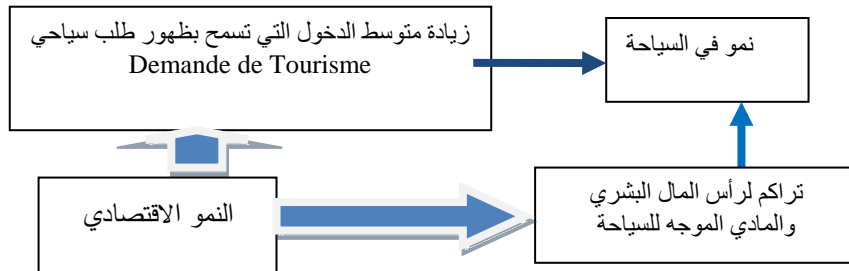 زيادة متوسط الدخول التي تسمح بظهور طلب سياحي
Demande de Tourisme
نمو في السياحة
النمو الاقتصادي
تراكم لرأس المال البشري
والمادي الموجه للسياحة